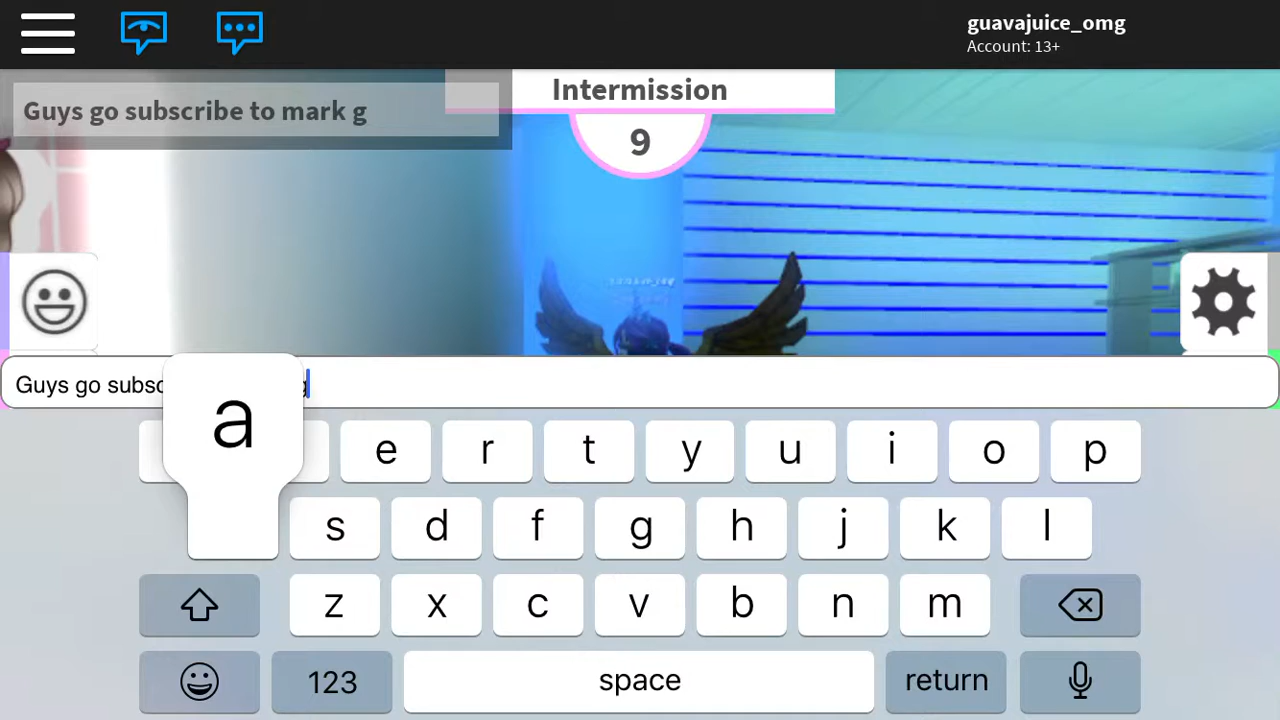 guavajuice_omg
Account: 13+
Intermission
9
Guys go subscribe to mark g
Guys go subsc g
a
e r t y u i o p
s d f g h j k l
z x c v b n m
123 space return